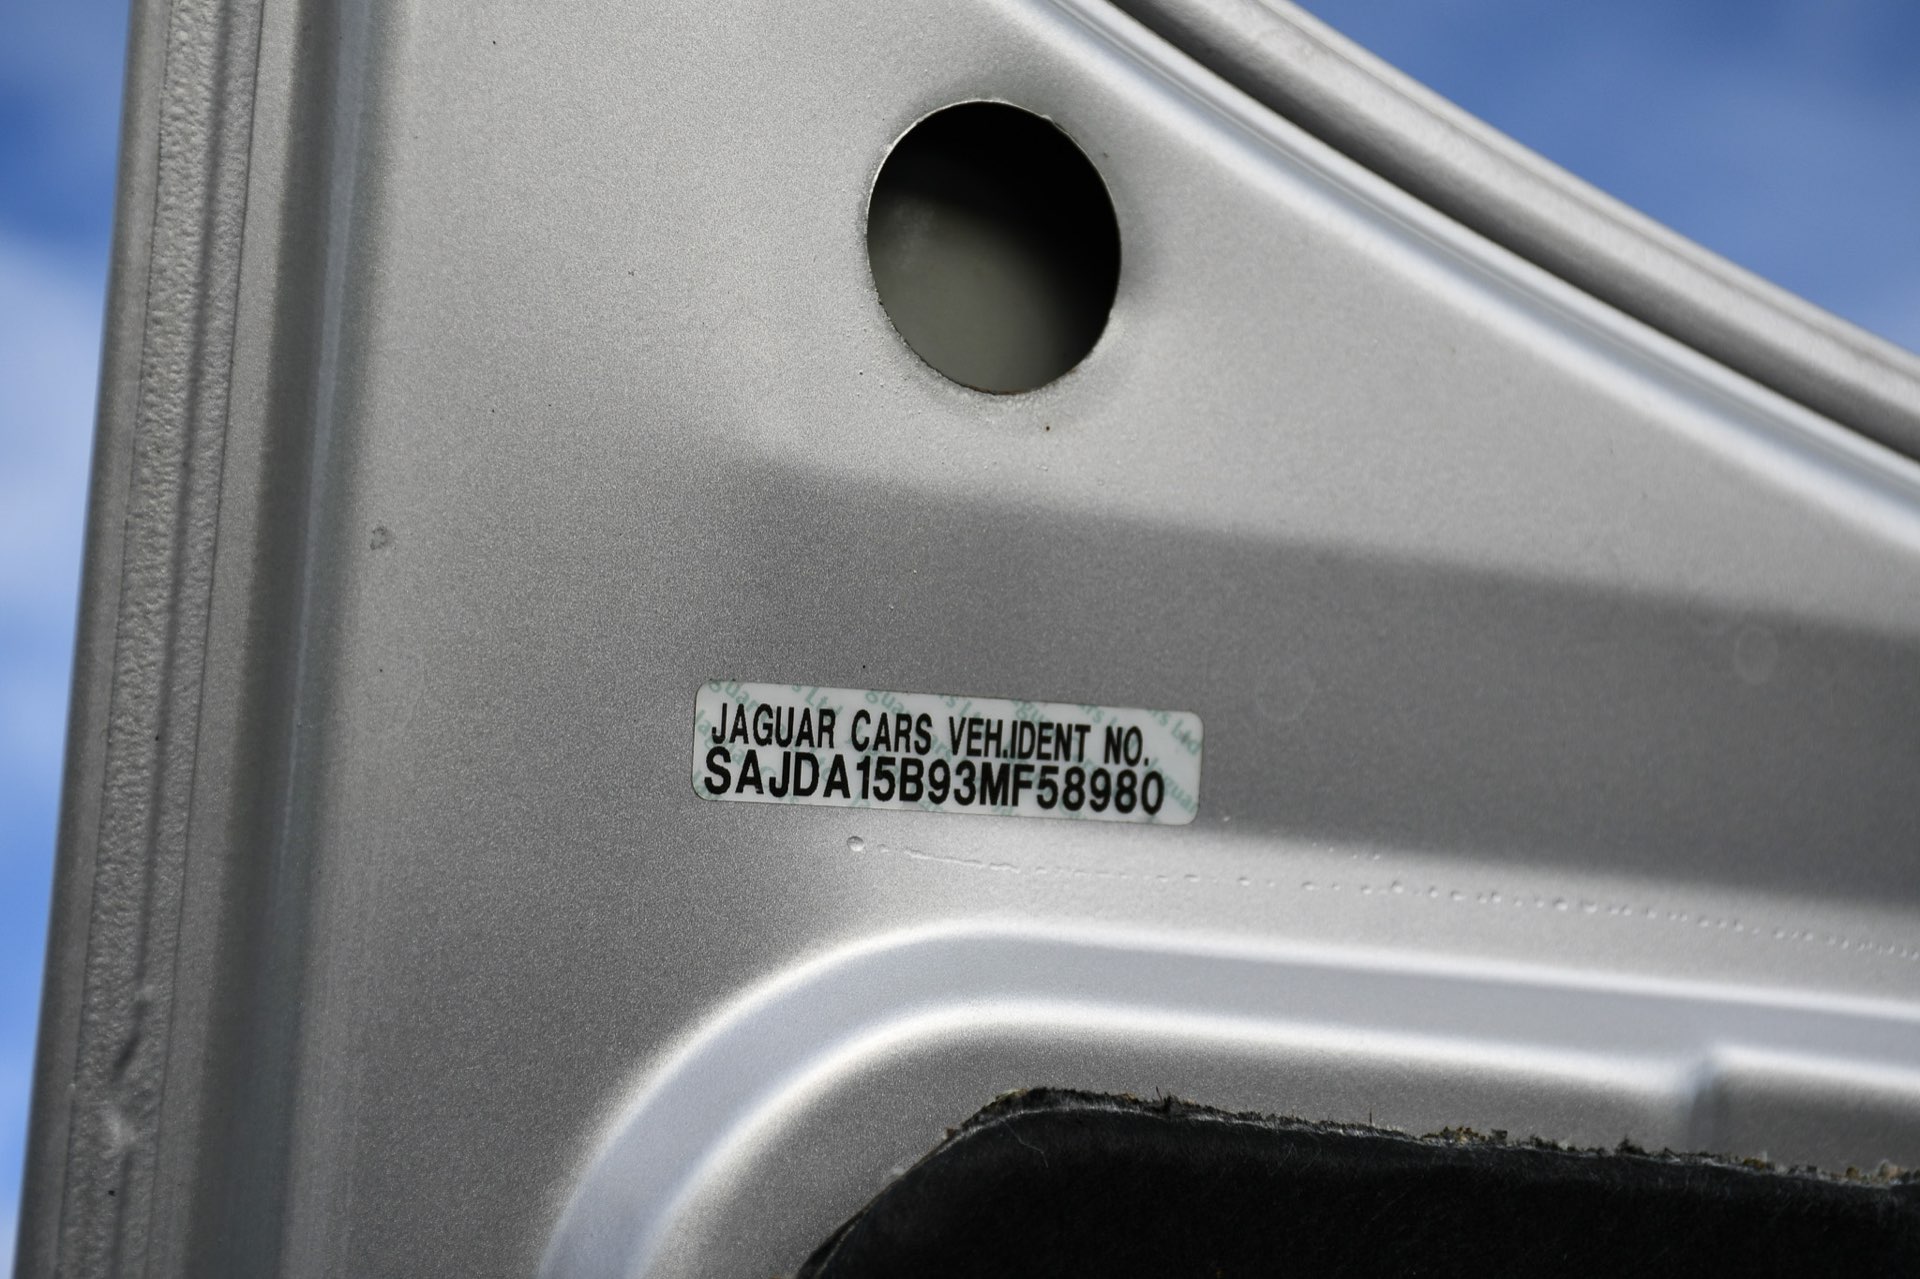 JAGUAR CARS VEH.IDENT NO.
SAJDA15B93MF58980